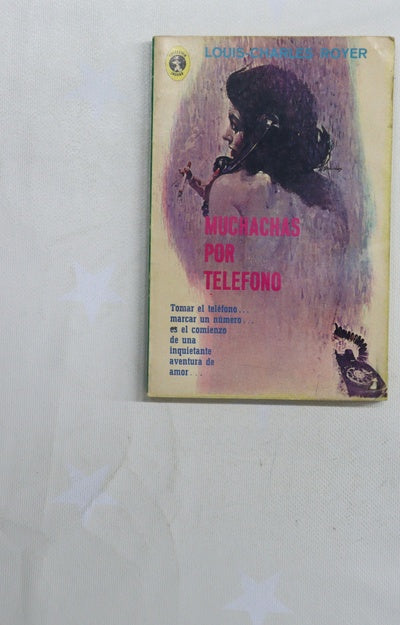 LOUIS-CHARLES ROYER
MUCHACHAS
POR
TELEFONO
Tomar el teléfono...
marcar un número...
es el comienzo
de una
inquietante
aventura de
amor...